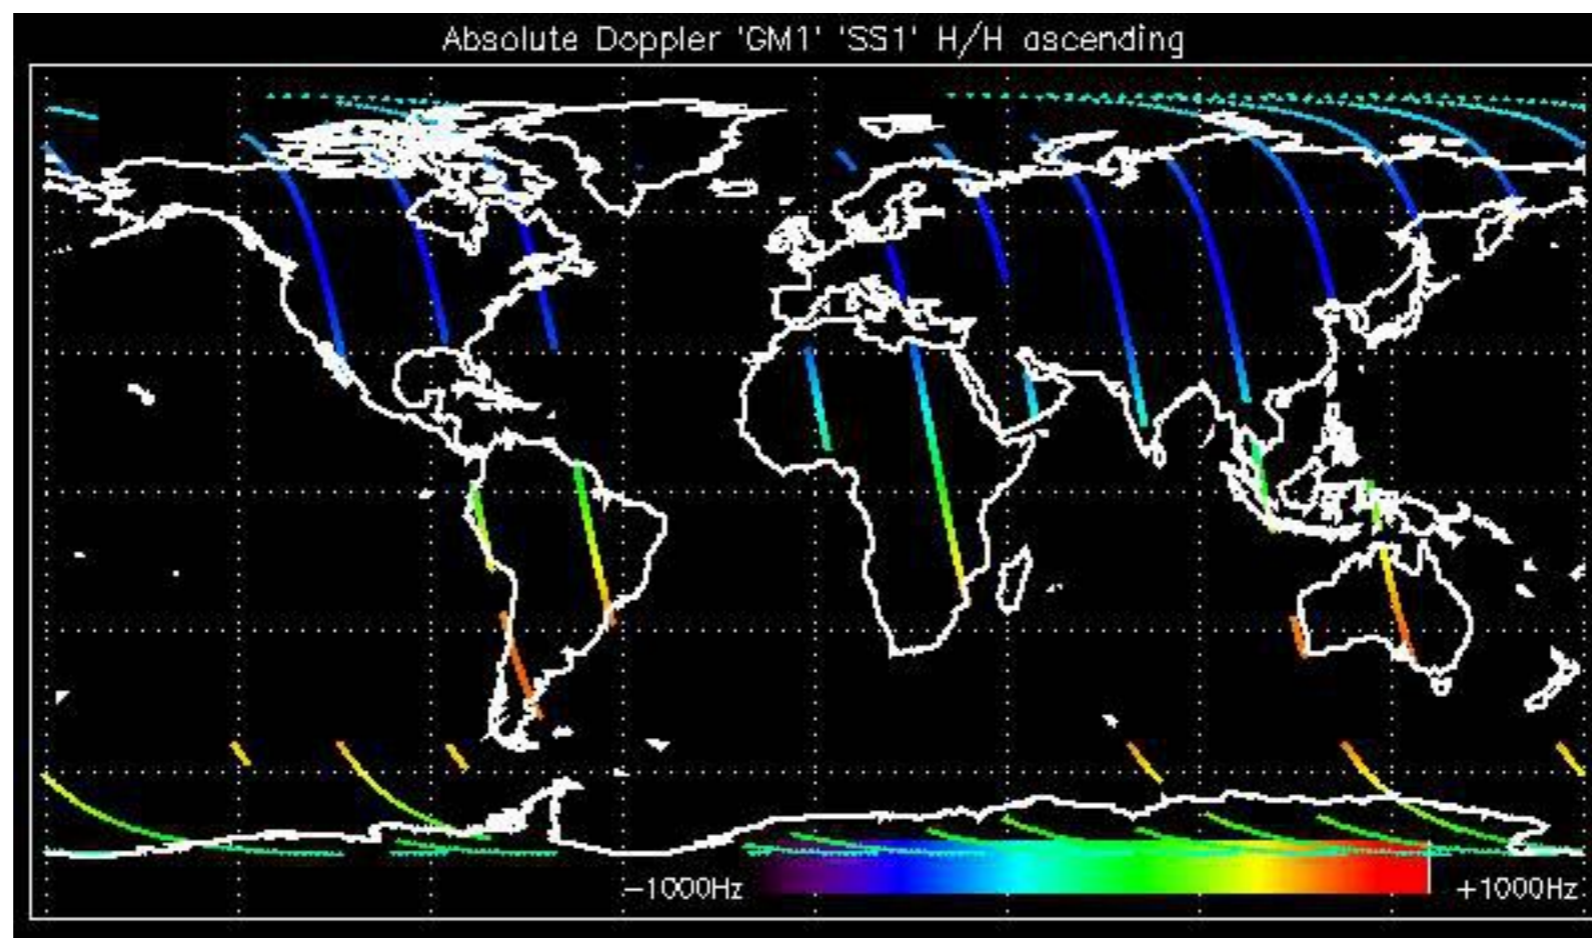 Absolute Doppler 'GM1' 'SS1' H/H ascending
−1000Hz
+1000Hz